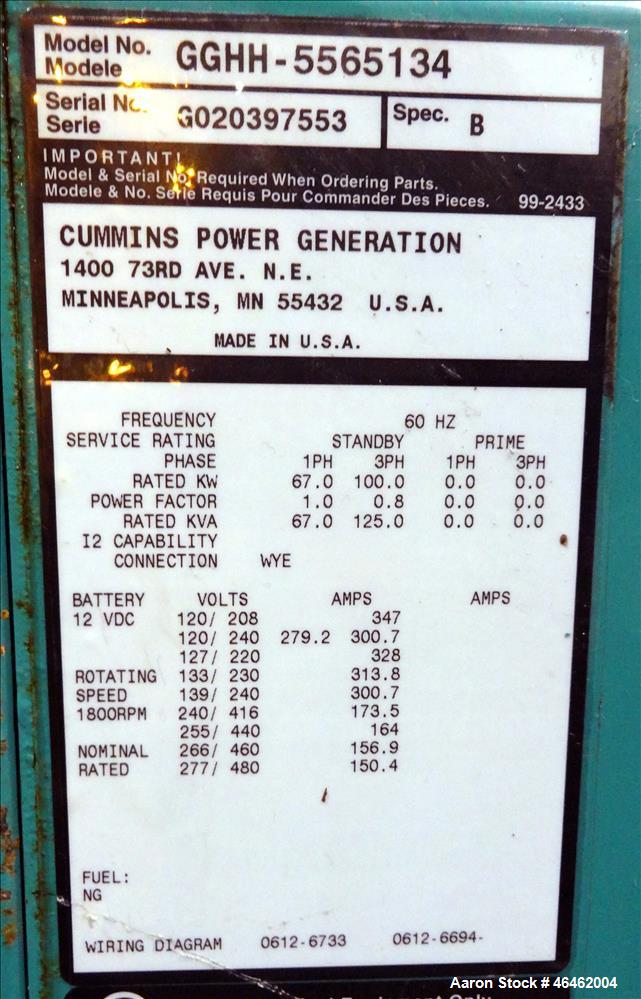 Model No.
Modele
GGHH-5565134
Serial No.
Serie
G020397553
Spec. B
IMPORTANT!
Model & Serial No. Required When Ordering Parts.
Modele & No. Serie Requis Pour Commander Des Pieces. 99-2433
CUMMINS POWER GENERATION
1400 73RD AVE. N.E.
MINNEAPOLIS, MN 55432 U.S.A.
MADE IN U.S.A.
FREQUENCY 60 HZ
SERVICE RATING STANDBY PRIME
PHASE 1PH 3PH 1PH 3PH
RATED KW 67.0 100.0 0.0 0.0
POWER FACTOR 1.0 0.8 0.0 0.0
RATED KVA 67.0 125.0 0.0 0.0
I2 CAPABILITY
CONNECTION WYE
BATTERY VOLTS AMPS AMPS
12 VDC 120/ 208 347
120/ 240 279.2 300.7
127/ 220 328
ROTATING 133/ 230 313.8
SPEED 139/ 240 300.7
1800RPM 240/ 416 173.5
255/ 440 164
NOMINAL 266/ 460 156.9
RATED 277/ 480 150.4
FUEL:
NG
WIRING DIAGRAM 0612-6733 0612-6694-
Aaron Stock # 46462004